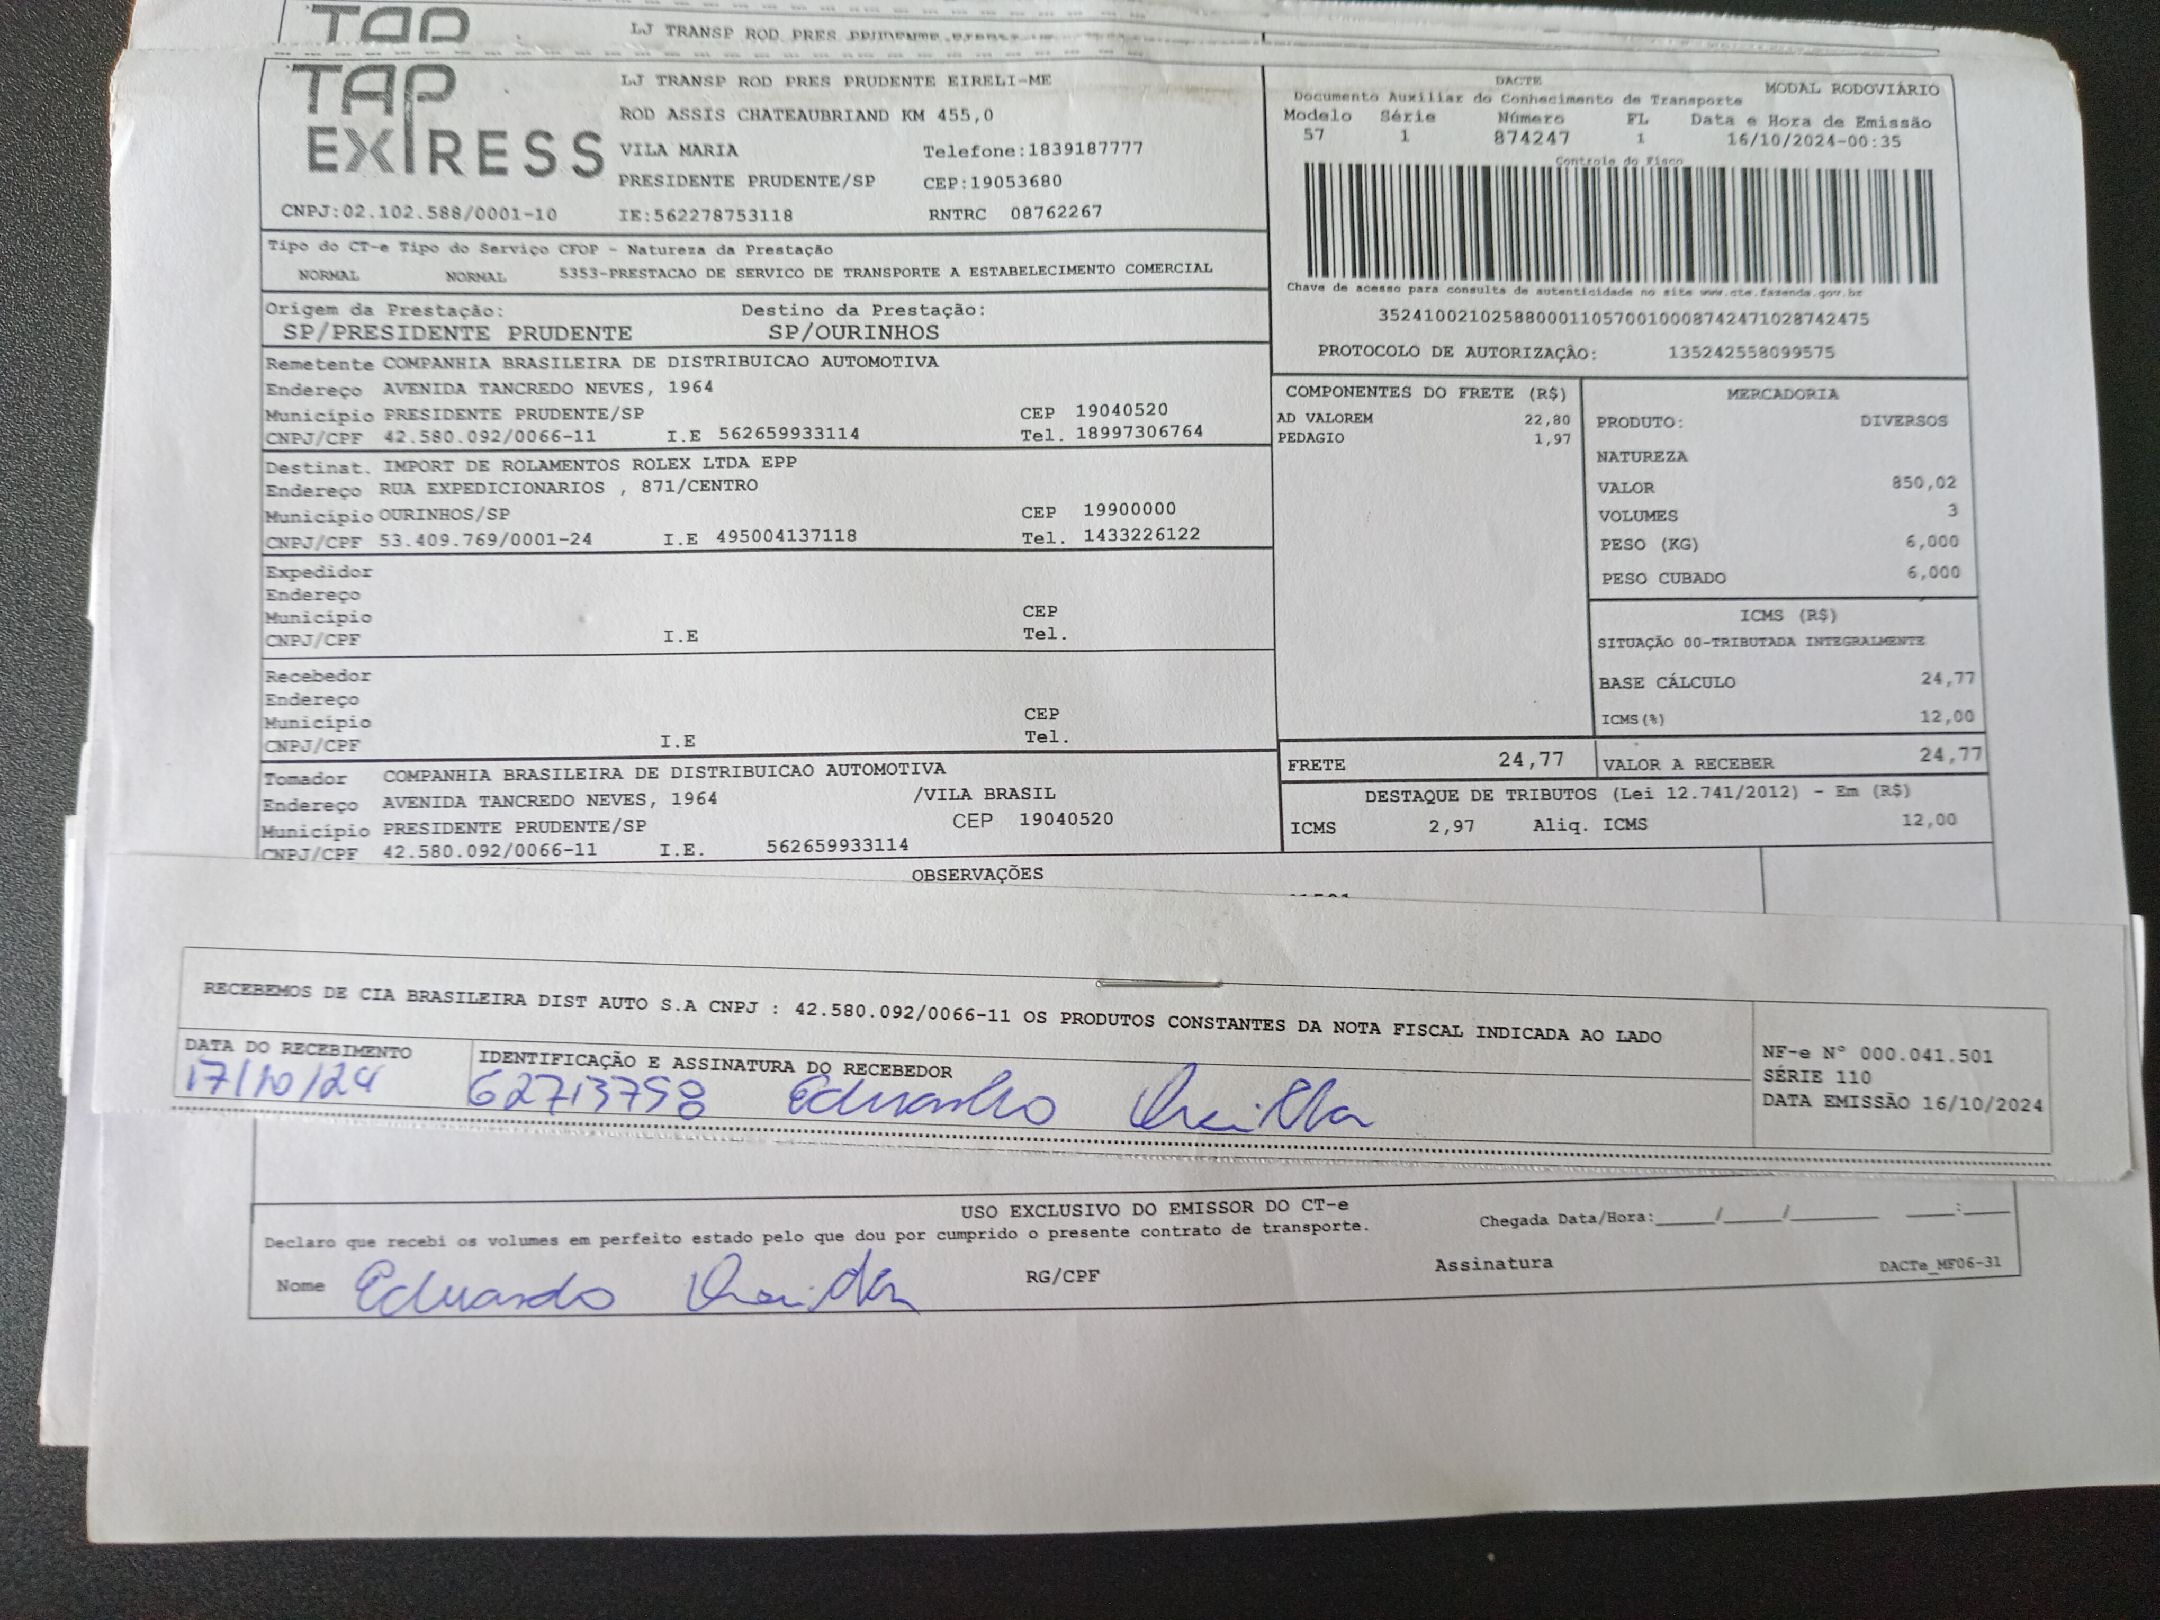 TAP
LJ TRANSP ROD PRES PRUDENTE
TAP EXPRESS
LJ TRANSP ROD PRES PRUDENTE EIRELI-ME
ROD ASSIS CHATEAUBRIAND KM 455,0
VILA MARIA Telefone:1839187777
PRESIDENTE PRUDENTE/SP CEP:19053680
CNPJ:02.102.588/0001-10 IE:562278753118 RNTRC 08762267
DACTE MODAL RODOVIÁRIO
Documento Auxiliar do Conhecimento de Transporte
Modelo Série Número FL Data e Hora de Emissão
57 1 874247 1 16/10/2024-00:35
Controle do Fisco
Chave de acesso para consulta de autenticidade no site www.cte.fazenda.gov.br
35241002102588000110570010008742471028742475
PROTOCOLO DE AUTORIZAÇÃO: 135242558099575
Tipo do CT-e Tipo do Serviço CFOP - Natureza da Prestação
NORMAL NORMAL 5353-PRESTACAO DE SERVICO DE TRANSPORTE A ESTABELECIMENTO COMERCIAL
Origem da Prestação: Destino da Prestação:
SP/PRESIDENTE PRUDENTE SP/OURINHOS
Remetente COMPANHIA BRASILEIRA DE DISTRIBUICAO AUTOMOTIVA
Endereço AVENIDA TANCREDO NEVES, 1964
Município PRESIDENTE PRUDENTE/SP CEP 19040520
CNPJ/CPF 42.580.092/0066-11 I.E 562659933114 Tel. 18997306764
Destinat. IMPORT DE ROLAMENTOS ROLEX LTDA EPP
Endereço RUA EXPEDICIONARIOS , 871/CENTRO
Município OURINHOS/SP CEP 19900000
CNPJ/CPF 53.409.769/0001-24 I.E 495004137118 Tel. 1433226122
Expedidor
Endereço
Município CEP
CNPJ/CPF I.E Tel.
Recebedor
Endereço
Município CEP
CNPJ/CPF I.E Tel.
Tomador COMPANHIA BRASILEIRA DE DISTRIBUICAO AUTOMOTIVA
Endereço AVENIDA TANCREDO NEVES, 1964 /VILA BRASIL
Município PRESIDENTE PRUDENTE/SP CEP 19040520
CNPJ/CPF 42.580.092/0066-11 I.E. 562659933114
COMPONENTES DO FRETE (R$)
AD VALOREM 22,80
PEDAGIO 1,97
MERCADORIA
PRODUTO: DIVERSOS
NATUREZA
VALOR 850,02
VOLUMES 3
PESO (KG) 6,000
PESO CUBADO 6,000
ICMS (R$)
SITUAÇÃO 00-TRIBUTADA INTEGRALMENTE
BASE CÁLCULO 24,77
ICMS(%) 12,00
FRETE 24,77 VALOR A RECEBER 24,77
DESTAQUE DE TRIBUTOS (Lei 12.741/2012) - Em (R$)
ICMS 2,97 Aliq. ICMS 12,00
OBSERVAÇÕES
RECEBEMOS DE CIA BRASILEIRA DIST AUTO S.A CNPJ : 42.580.092/0066-11 OS PRODUTOS CONSTANTES DA NOTA FISCAL INDICADA AO LADO
DATA DO RECEBIMENTO IDENTIFICAÇÃO E ASSINATURA DO RECEBEDOR
17/10/24 62713758 Eduardo
NF-e Nº 000.041.501
SÉRIE 110
DATA EMISSÃO 16/10/2024
USO EXCLUSIVO DO EMISSOR DO CT-e
Declaro que recebi os volumes em perfeito estado pelo que dou por cumprido o presente contrato de transporte.
Chegada Data/Hora:_____/_____/________ ____:____
Nome Eduardo RG/CPF Assinatura DACTe_MF06-31